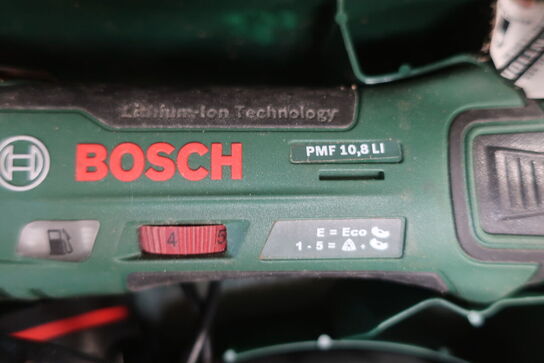 Lithium-Ion Technology
BOSCH
PMF 10,8 LI
E = Eco
1 - 5 = +
4 5